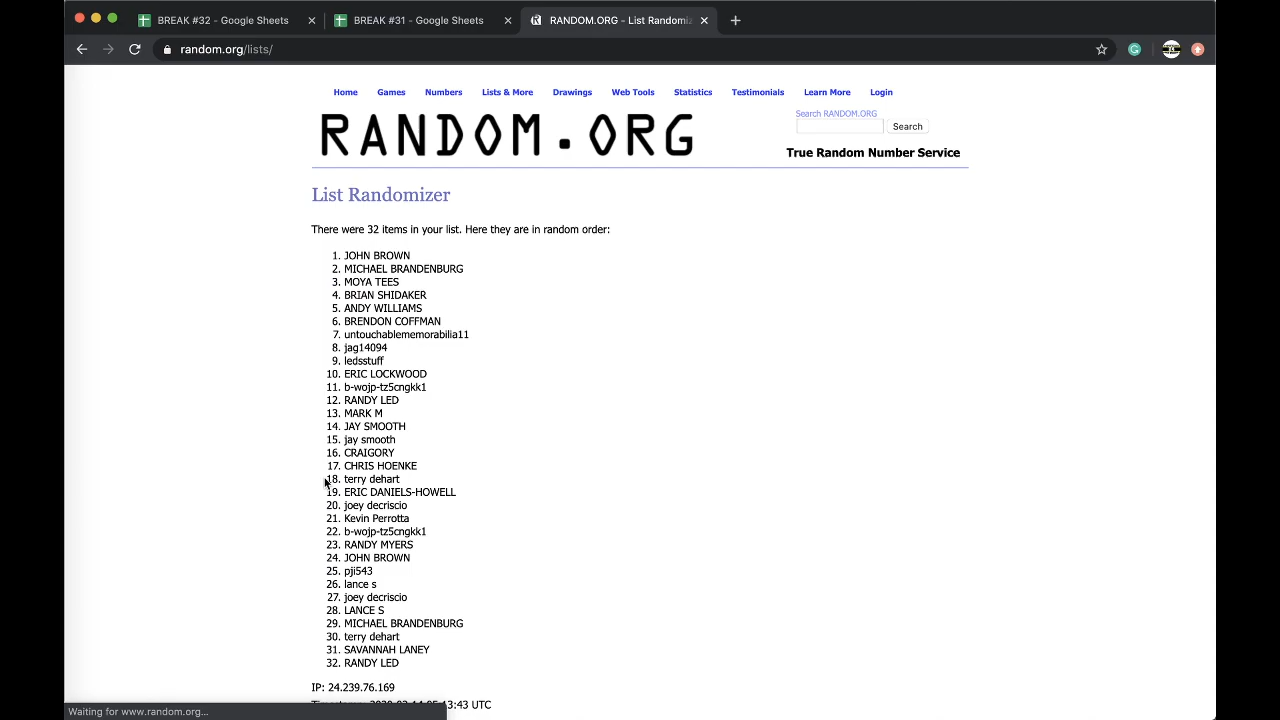 BREAK #32 - Google Sheets
BREAK #31 - Google Sheets
RANDOM.ORG - List Randomiz
random.org/lists/
Home Games Numbers Lists & More Drawings Web Tools Statistics Testimonials Learn More Login
Search RANDOM.ORG
Search
RANDOM.ORG
True Random Number Service
List Randomizer
There were 32 items in your list. Here they are in random order:
1. JOHN BROWN
2. MICHAEL BRANDENBURG
3. MOYA TEES
4. BRIAN SHIDAKER
5. ANDY WILLIAMS
6. BRENDON COFFMAN
7. untouchablememorabilia11
8. jag14094
9. ledsstuff
10. ERIC LOCKWOOD
11. b-wojp-tz5cngkk1
12. RANDY LED
13. MARK M
14. JAY SMOOTH
15. jay smooth
16. CRAIGORY
17. CHRIS HOENKE
18. terry dehart
19. ERIC DANIELS-HOWELL
20. joey decriscio
21. Kevin Perrotta
22. b-wojp-tz5cngkk1
23. RANDY MYERS
24. JOHN BROWN
25. pji543
26. lance s
27. joey decriscio
28. LANCE S
29. MICHAEL BRANDENBURG
30. terry dehart
31. SAVANNAH LANEY
32. RANDY LED
IP: 24.239.76.169
3:43 UTC
Waiting for www.random.org...